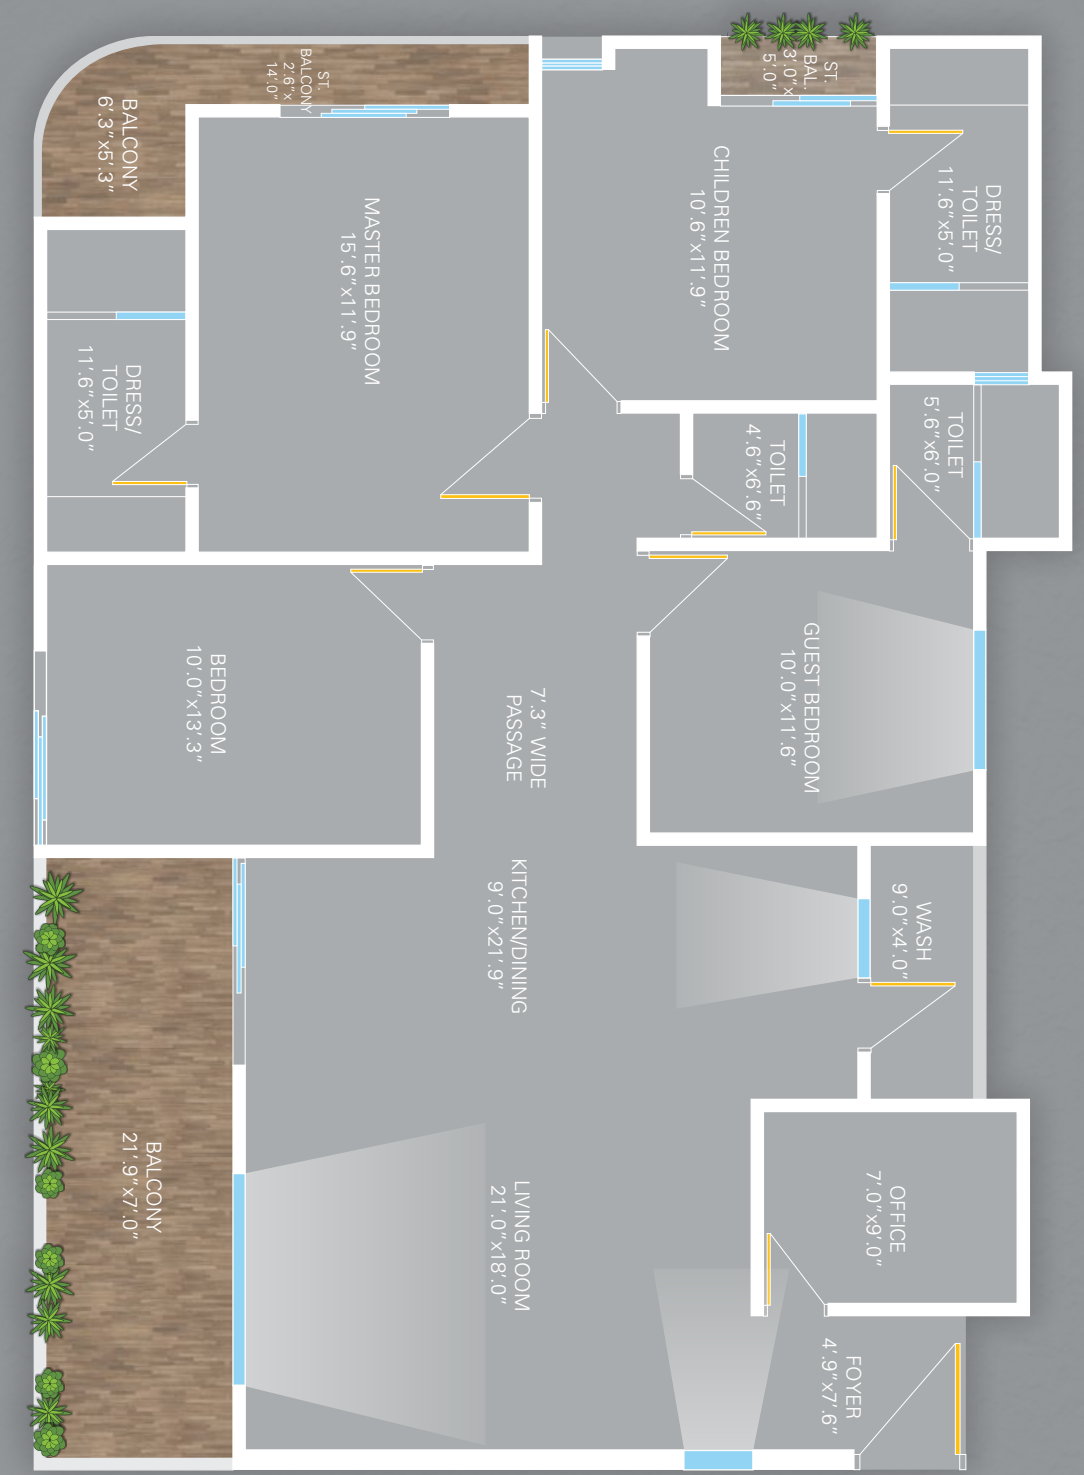 ST.
BALCONY
2'.6"x
14'.0"
BALCONY
6'.3"x5'.3"
ST.
BAL.
3'.0"x
5'.0"
DRESS/
TOILET
11'.6"x5'.0"
CHILDREN BEDROOM
10'.6"x11'.9"
MASTER BEDROOM
15'.6"x11'.9"
DRESS/
TOILET
11'.6"x5'.0"
TOILET
4'.6"x6'.6"
TOILET
5'.6"x6'.0"
BEDROOM
10'.0"x13'.3"
7'.3" WIDE
PASSAGE
GUEST BEDROOM
10'.0"x11'.6"
KITCHEN/DINING
9'.0"x21'.9"
WASH
9'.0"x4'.0"
BALCONY
21'.9"x7'.0"
LIVING ROOM
21'.0"x18'.0"
OFFICE
7'.0"x9'.0"
FOYER
4'.9"x7'.6"